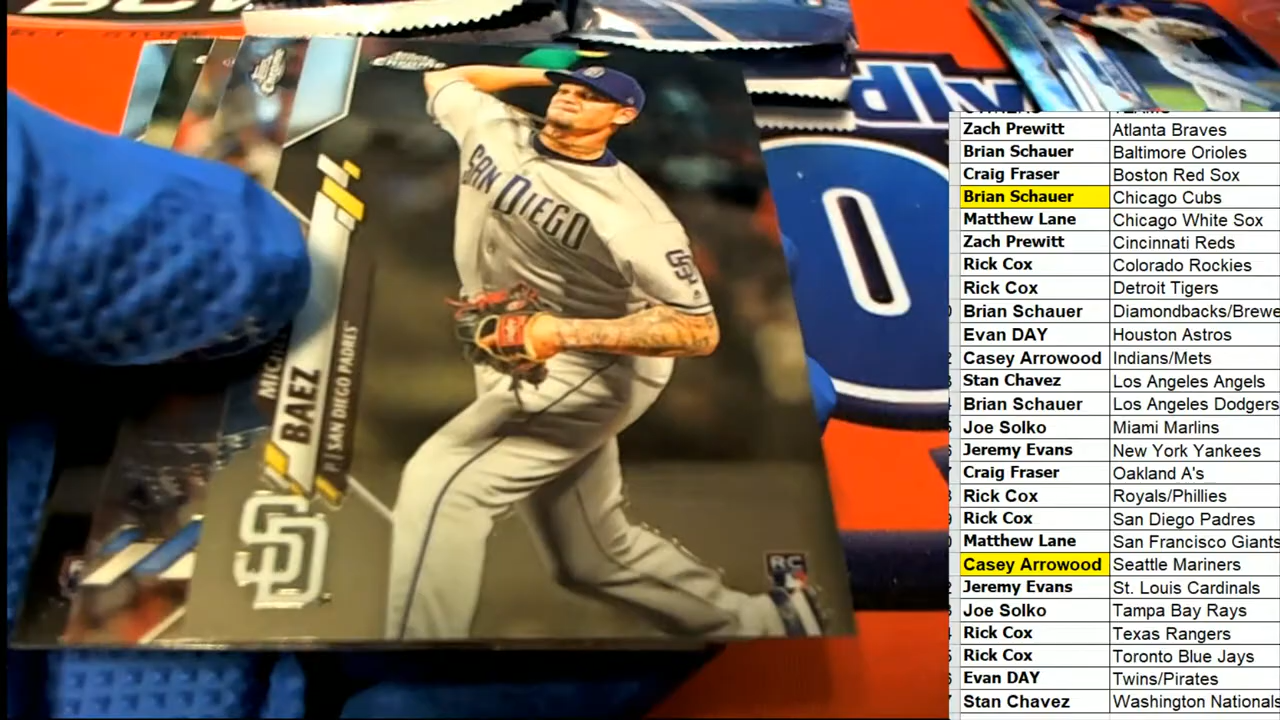 SAN DIEGO
SD
BAEZ
P | SAN DIEGO PADRES
SD
RC
Zach Prewitt Atlanta Braves
Brian Schauer Baltimore Orioles
Craig Fraser Boston Red Sox
Brian Schauer Chicago Cubs
Matthew Lane Chicago White Sox
Zach Prewitt Cincinnati Reds
Rick Cox Colorado Rockies
Rick Cox Detroit Tigers
Brian Schauer Diamondbacks/Brewe
Evan DAY Houston Astros
Casey Arrowood Indians/Mets
Stan Chavez Los Angeles Angels
Brian Schauer Los Angeles Dodgers
Joe Solko Miami Marlins
Jeremy Evans New York Yankees
Craig Fraser Oakland A's
Rick Cox Royals/Phillies
Rick Cox San Diego Padres
Matthew Lane San Francisco Giants
Casey Arrowood Seattle Mariners
Jeremy Evans St. Louis Cardinals
Joe Solko Tampa Bay Rays
Rick Cox Texas Rangers
Rick Cox Toronto Blue Jays
Evan DAY Twins/Pirates
Stan Chavez Washington Nationals